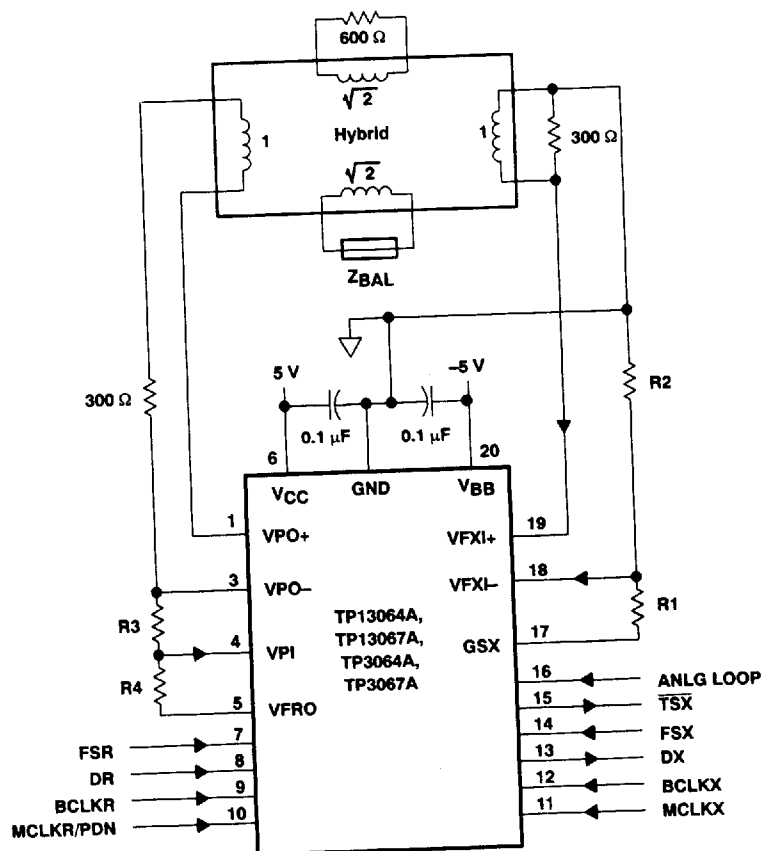 600 Ω
√2
Hybrid
1
1
300 Ω
√2
ZBAL
5 V
–5 V
R2
300 Ω
0.1 μF
0.1 μF
6
20
VCC
GND
VBB
1
VPO+
VFXI+
19
3
VPO–
VFXI–
18
R3
R1
TP13064A,
TP13067A,
TP3064A,
TP3067A
4
VPI
GSX
17
R4
5
VFRO
16
ANLG LOOP
15
TSX
FSR
7
14
FSX
DR
8
13
DX
BCLKR
9
12
BCLKX
MCLKR/PDN
10
11
MCLKX